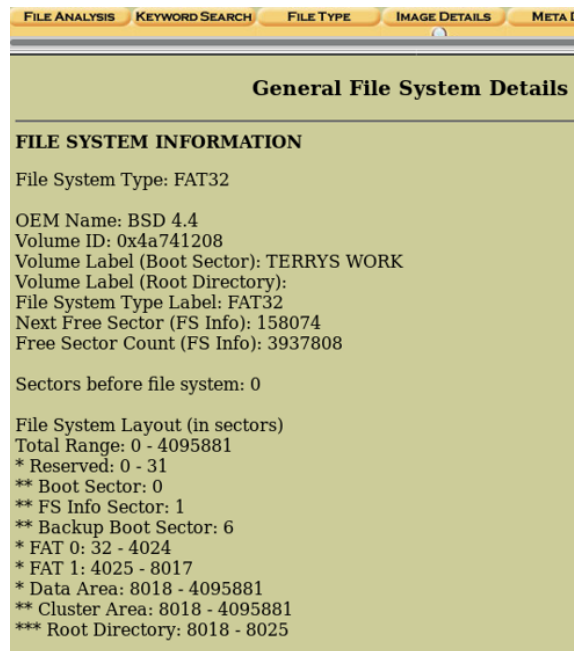 FILE ANALYSIS KEYWORD SEARCH FILE TYPE IMAGE DETAILS META
General File System Details
FILE SYSTEM INFORMATION
File System Type: FAT32
OEM Name: BSD 4.4
Volume ID: 0x4a741208
Volume Label (Boot Sector): TERRYS WORK
Volume Label (Root Directory):
File System Type Label: FAT32
Next Free Sector (FS Info): 158074
Free Sector Count (FS Info): 3937808
Sectors before file system: 0
File System Layout (in sectors)
Total Range: 0 - 4095881
* Reserved: 0 - 31
** Boot Sector: 0
** FS Info Sector: 1
** Backup Boot Sector: 6
* FAT 0: 32 - 4024
* FAT 1: 4025 - 8017
* Data Area: 8018 - 4095881
** Cluster Area: 8018 - 4095881
*** Root Directory: 8018 - 8025